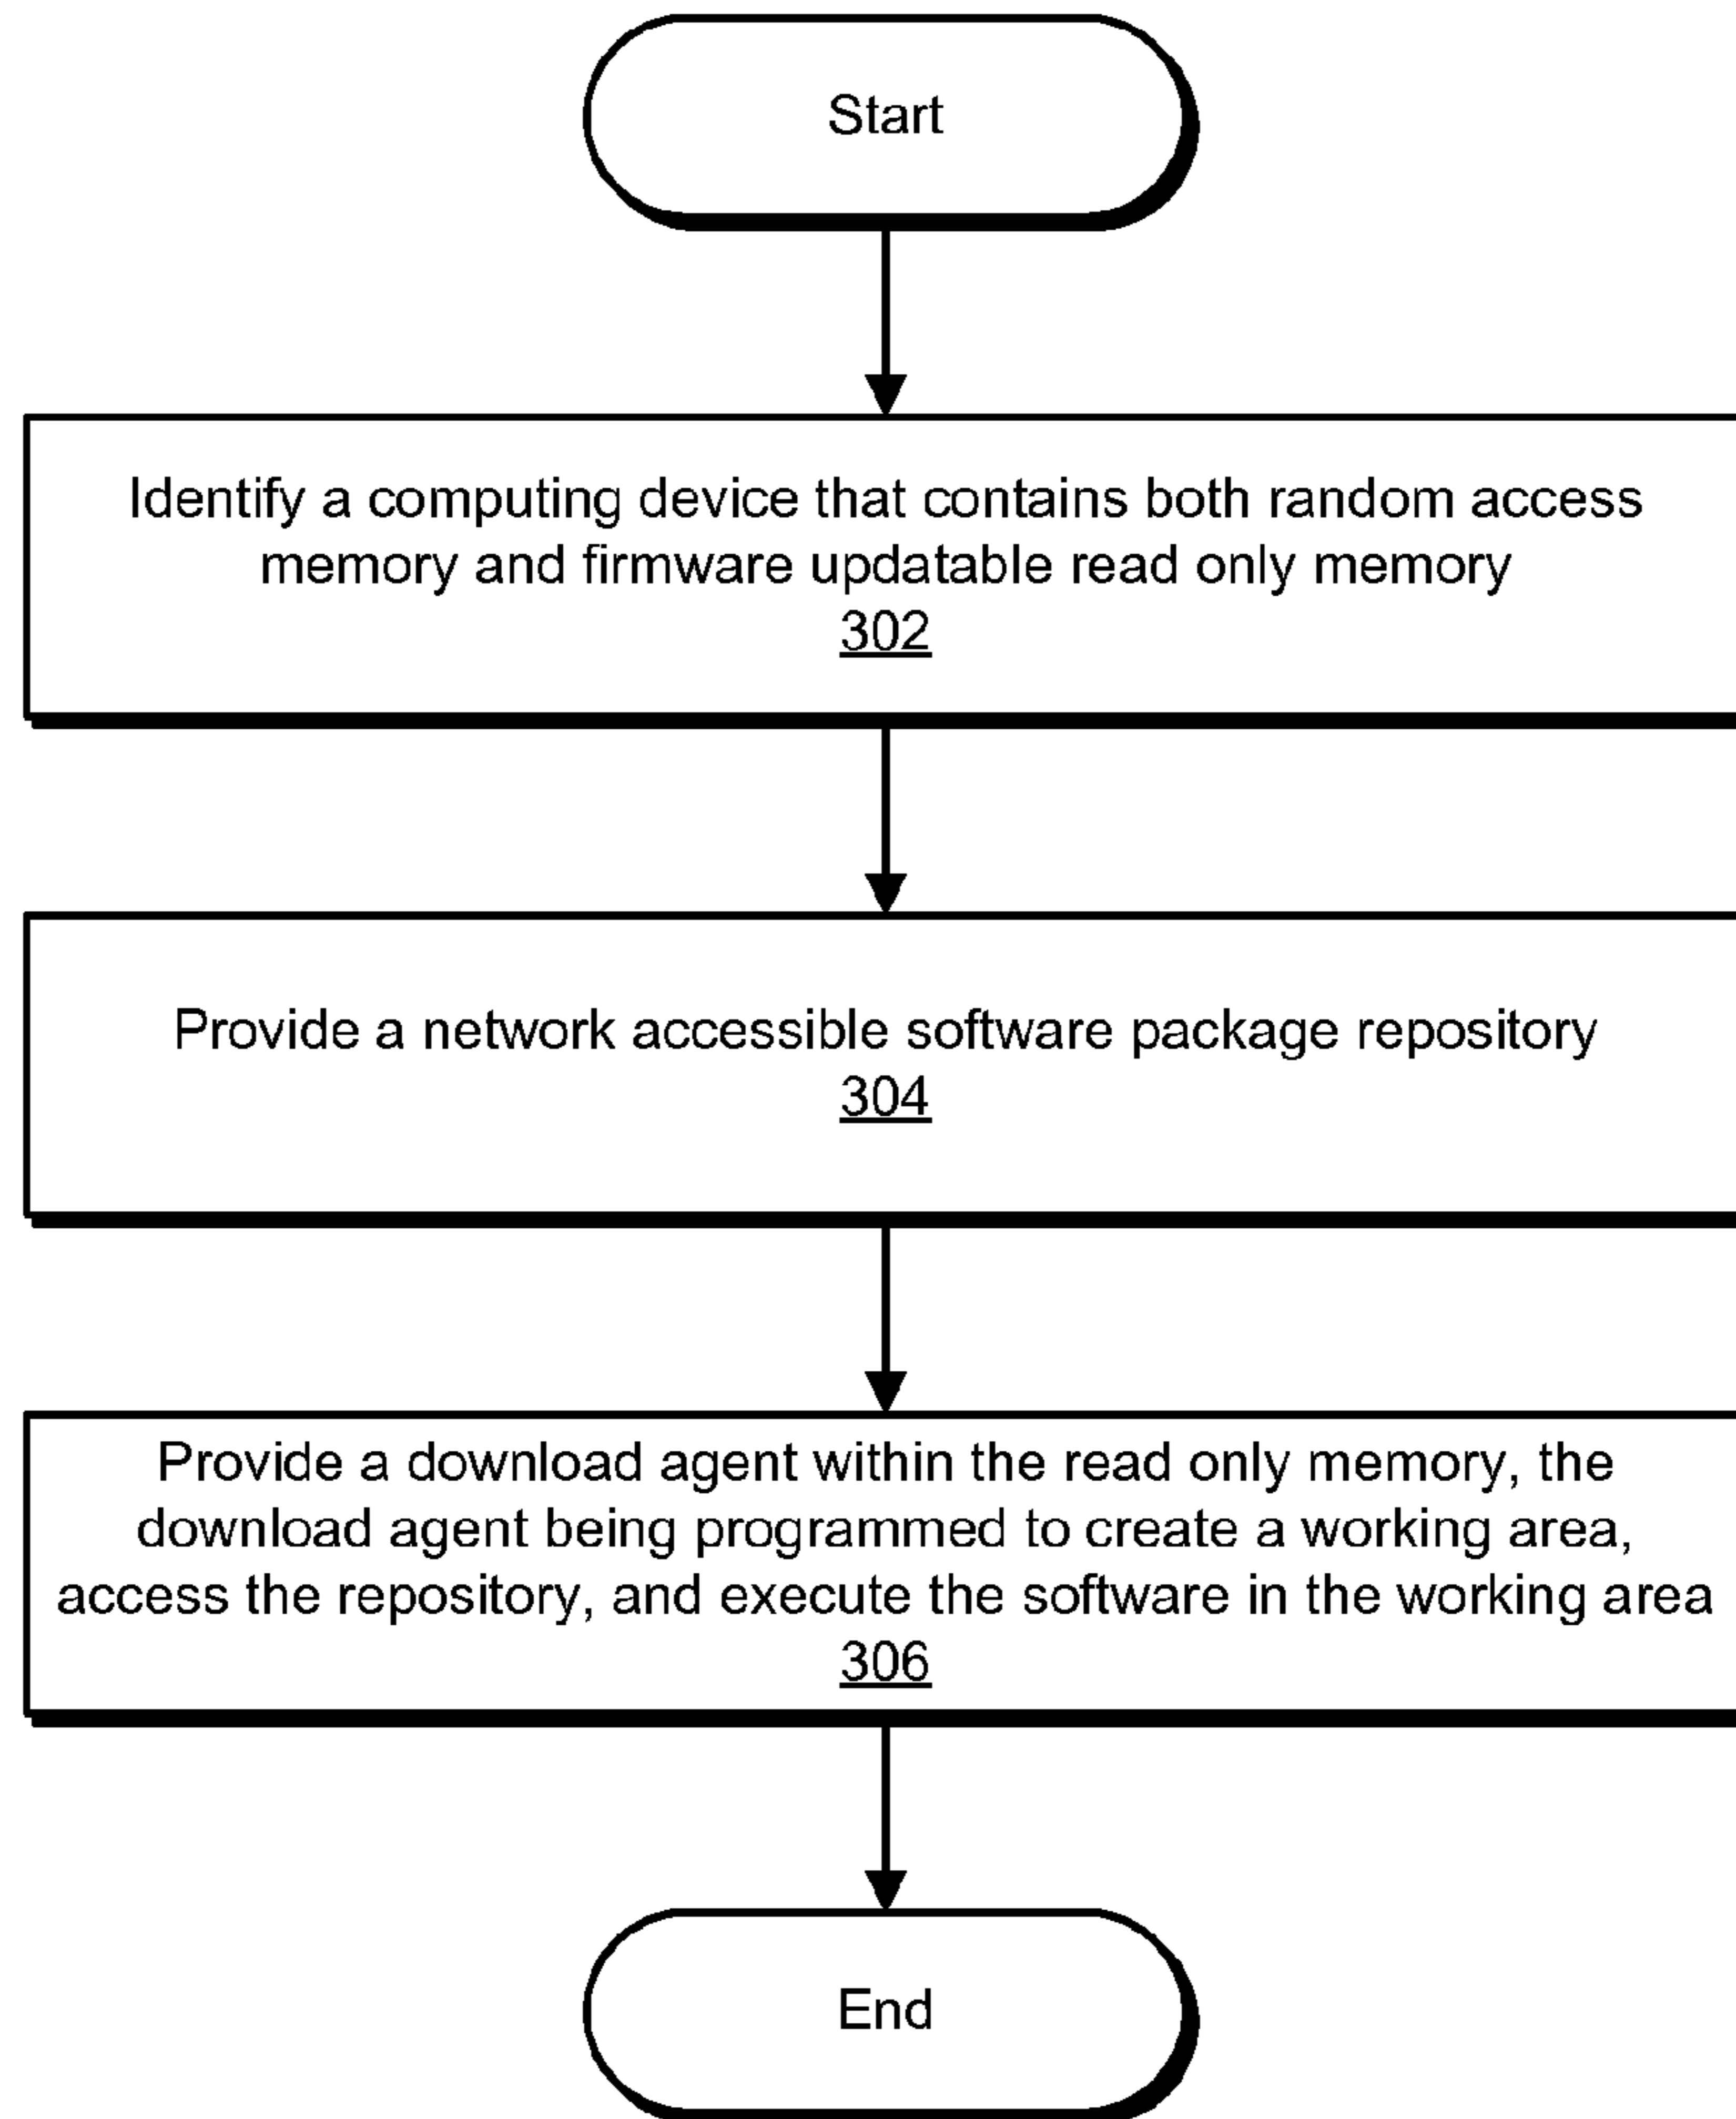 Start
Identify a computing device that contains both random access
memory and firmware updatable read only memory
302
Provide a network accessible software package repository
304
Provide a download agent within the read only memory, the
download agent being programmed to create a working area,
access the repository, and execute the software in the working area
306
End